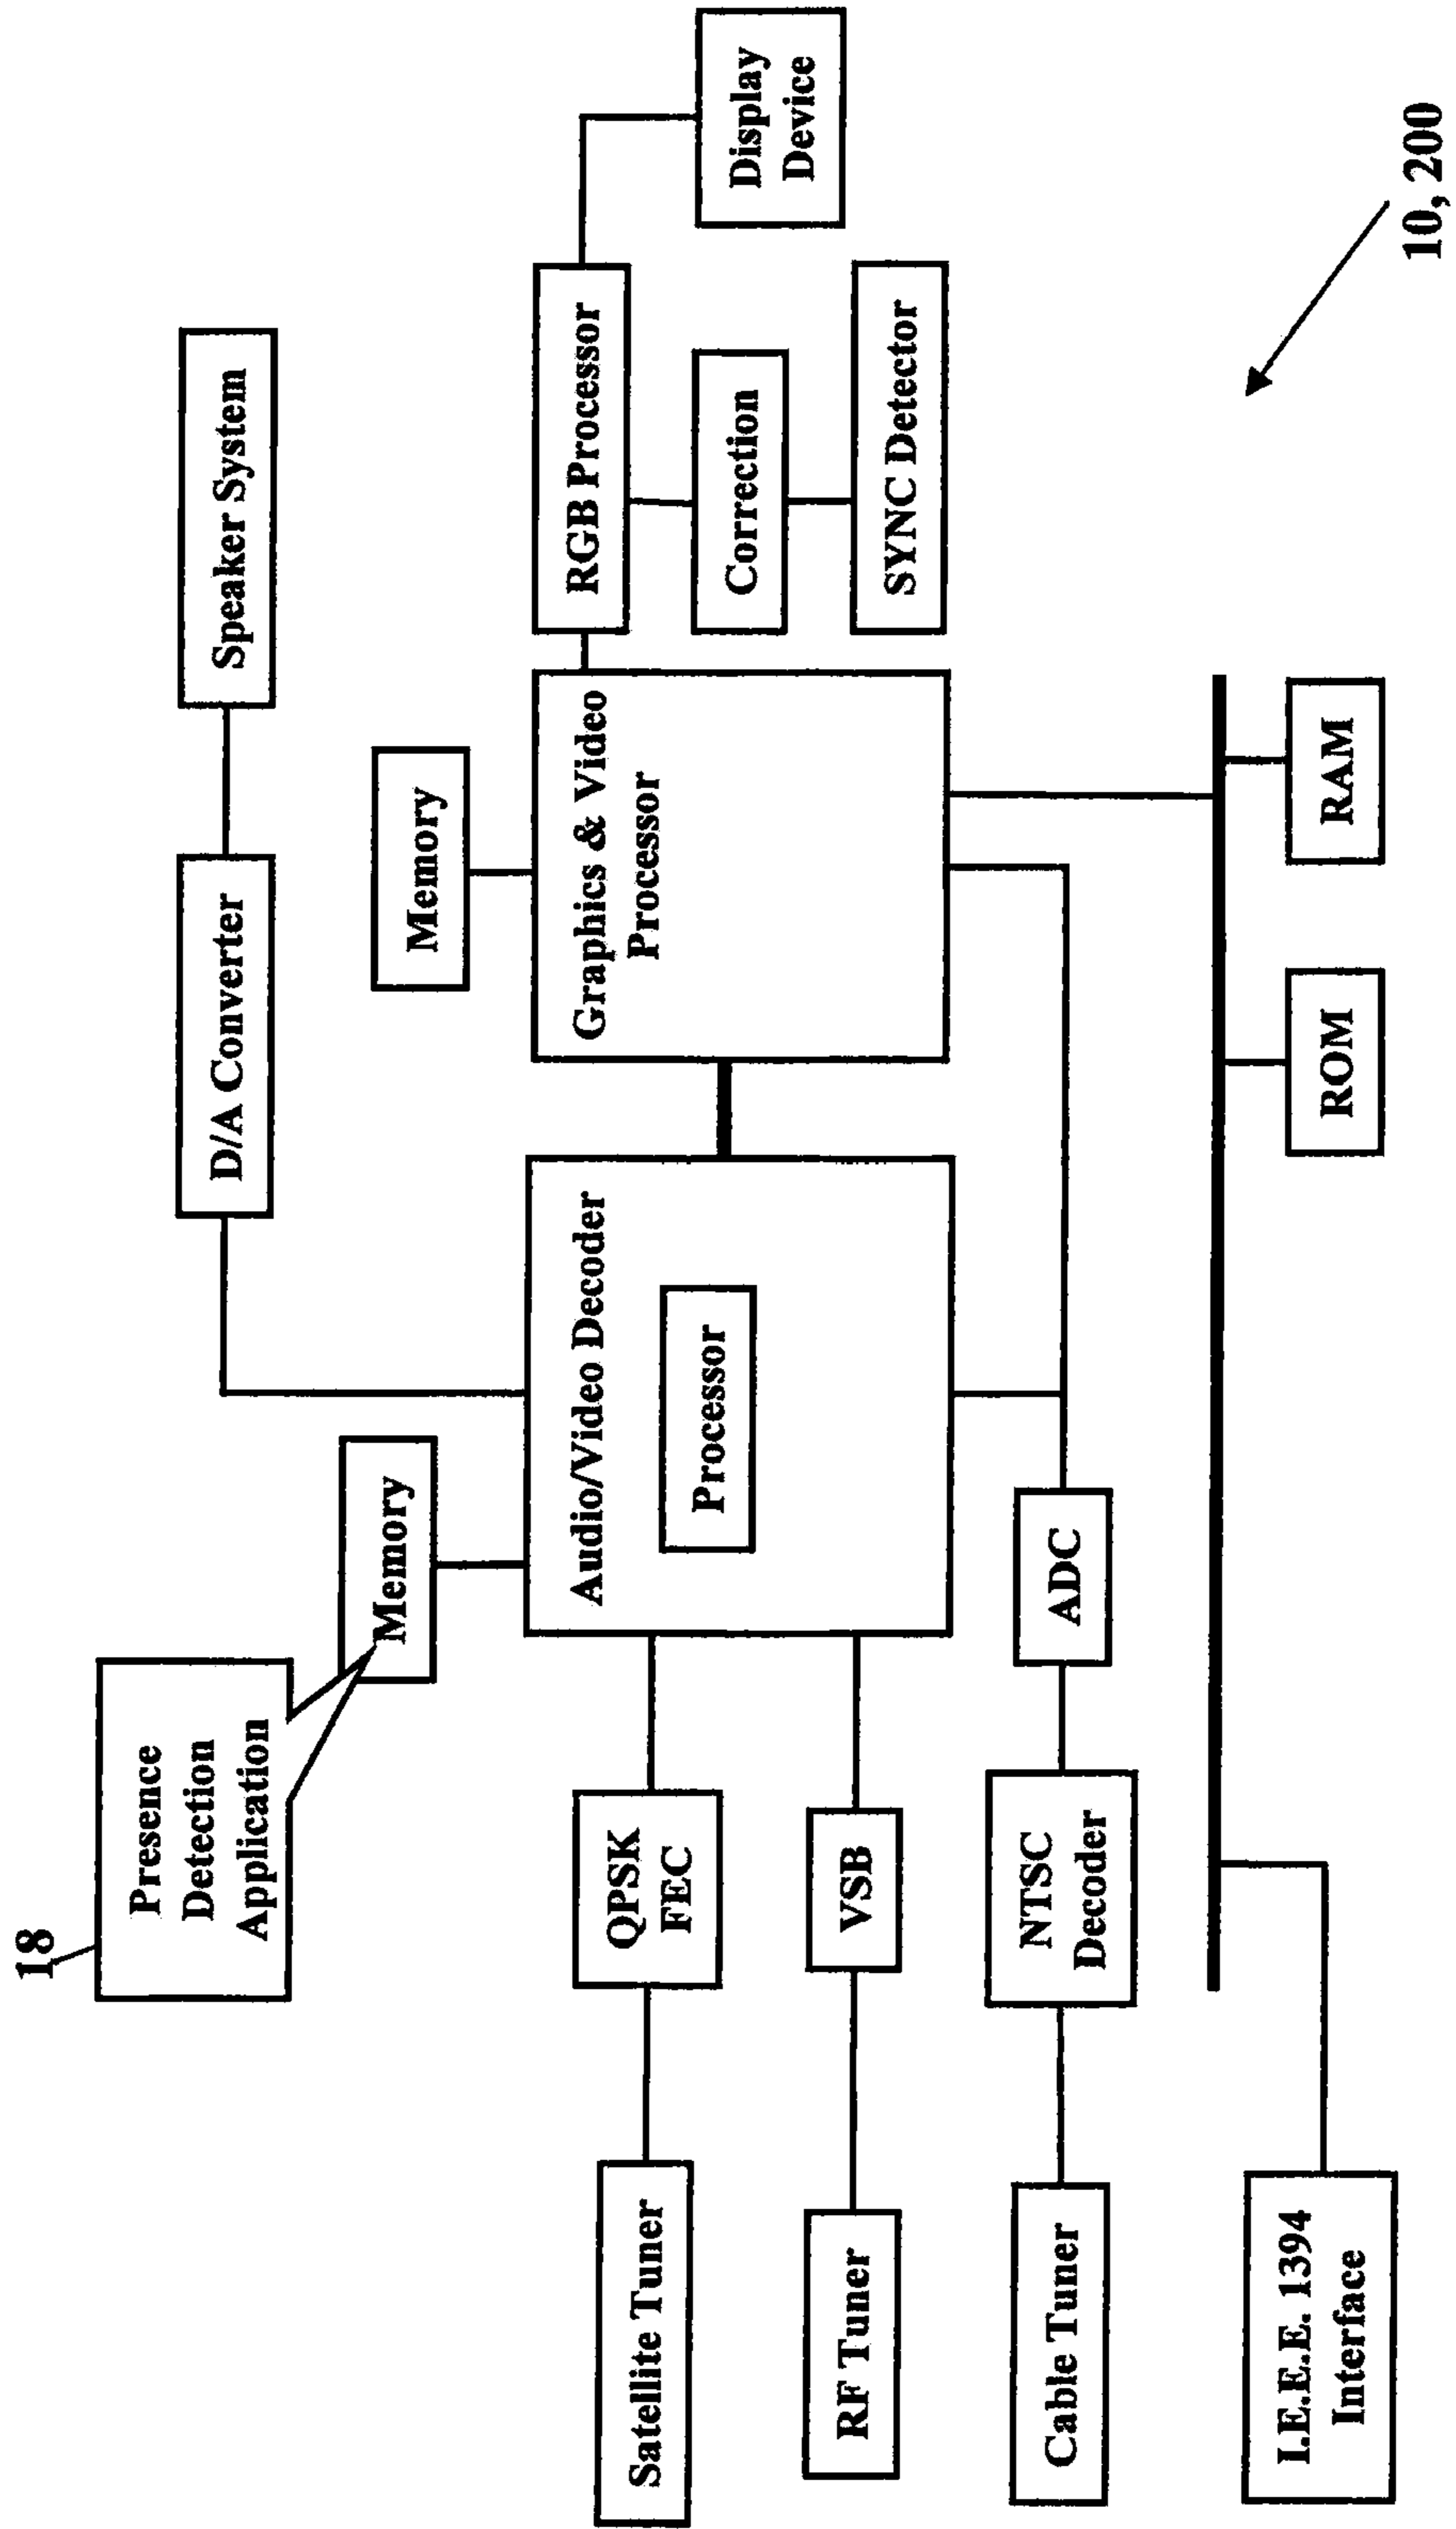 18
Presence
Detection
Application
Memory
D/A Converter
Speaker System
Memory
Satellite Tuner
QPSK
FEC
Audio/Video Decoder
Processor
Graphics & Video
Processor
RGB Processor
Display
Device
Correction
SYNC Detector
RF Tuner
VSB
Cable Tuner
NTSC
Decoder
ADC
I.E.E.E. 1394
Interface
ROM
RAM
10, 200